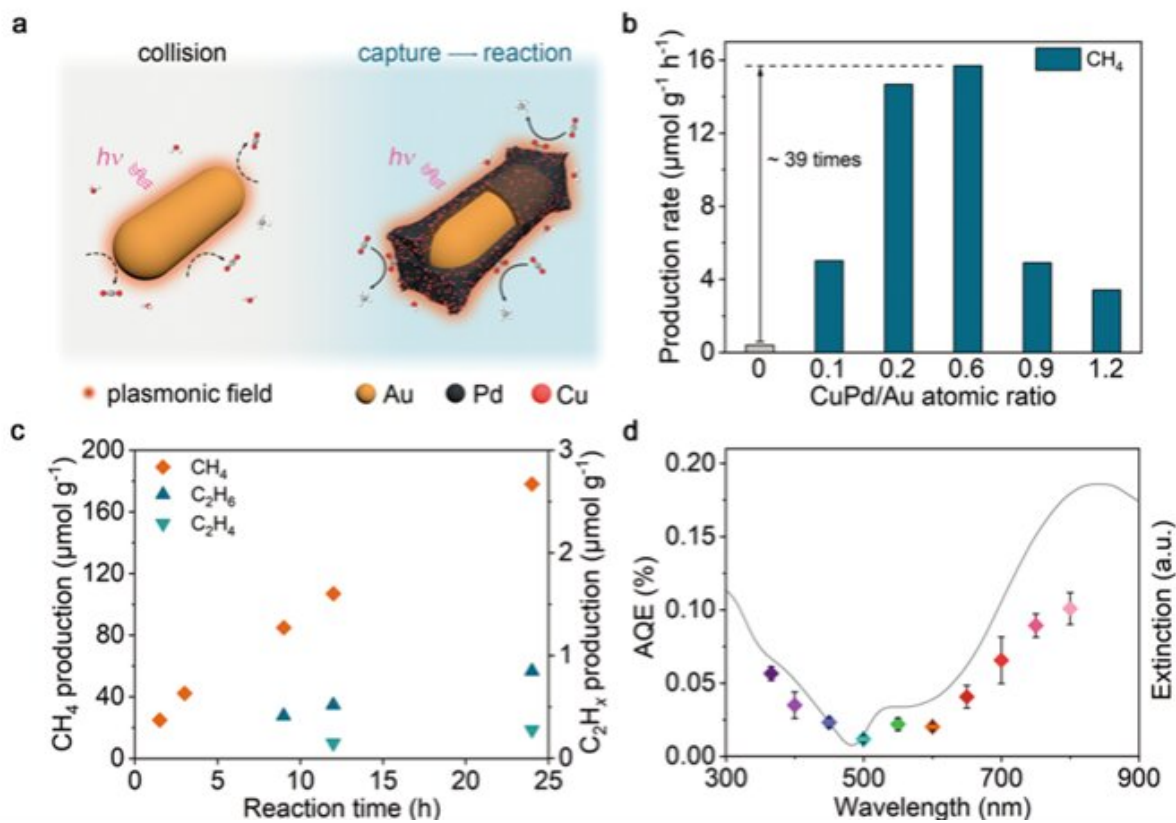 a
collision
capture — reaction
hν
hν
plasmonic field
Au
Pd
Cu
b
Production rate (µmol g⁻¹ h⁻¹)
16
12
8
4
0
CH₄
~ 39 times
0 0.1 0.2 0.6 0.9 1.2
CuPd/Au atomic ratio
c
CH₄ production (µmol g⁻¹)
200
160
120
80
40
0
CH₄
C₂H₆
C₂H₄
3
2
1
0
C₂Hₓ production (µmol g⁻¹)
0 5 10 15 20 25
Reaction time (h)
d
AQE (%)
0.20
0.15
0.10
0.05
0.00
300 500 700 900
Wavelength (nm)
Extinction (a.u.)